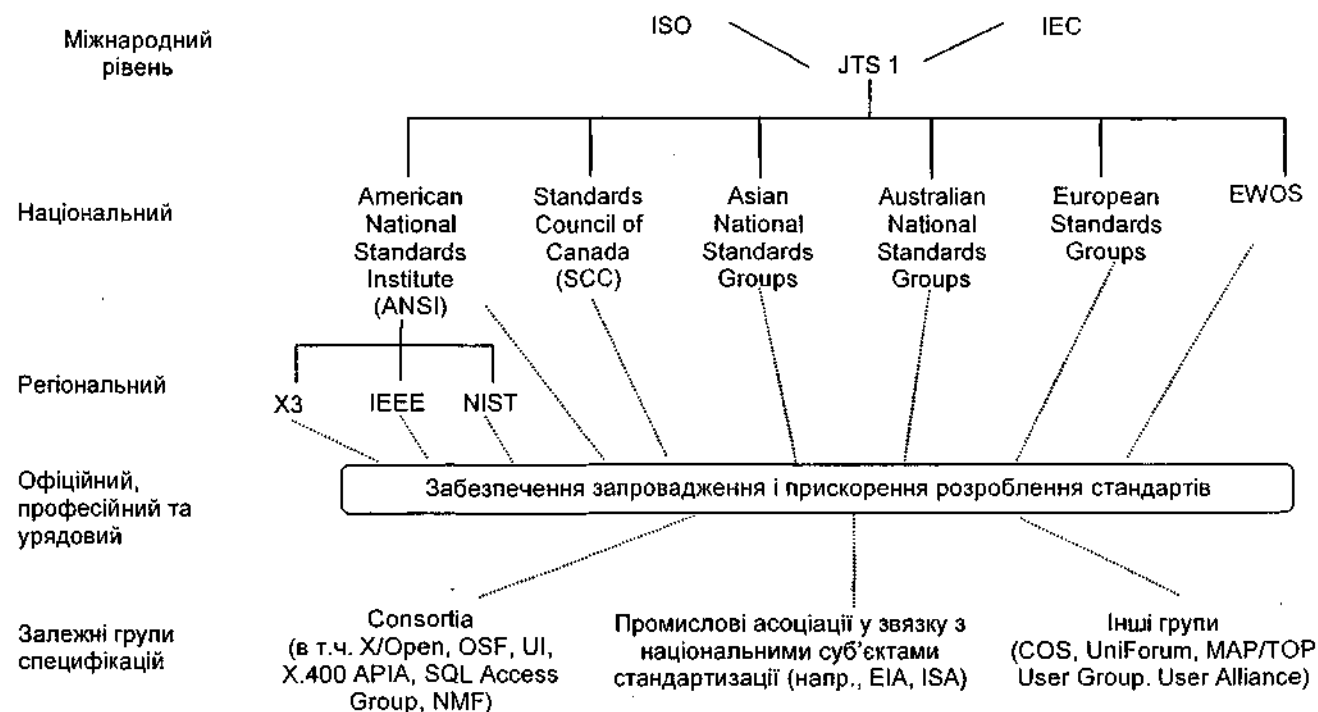 Міжнародний
рівень
ISO
IEC
JTS 1
Національний
American
National
Standards
Institute
(ANSI)
Standards
Council of
Canada
(SCC)
Asian
National
Standards
Groups
Australian
National
Standards
Groups
European
Standards
Groups
EWOS
Регіональний
X3
IEEE
NIST
Офіційний,
професійний та
урядовий
Забезпечення запровадження і прискорення розроблення стандартів
Залежні групи
специфікацій
Consortia
(в т.ч. X/Open, OSF, UI,
X.400 APIA, SQL Access
Group, NMF)
Промислові асоціації у звязку з
національними суб'єктами
стандартизації (напр., EIA, ISA)
Інші групи
(COS, UniForum, MAP/TOP
User Group. User Alliance)